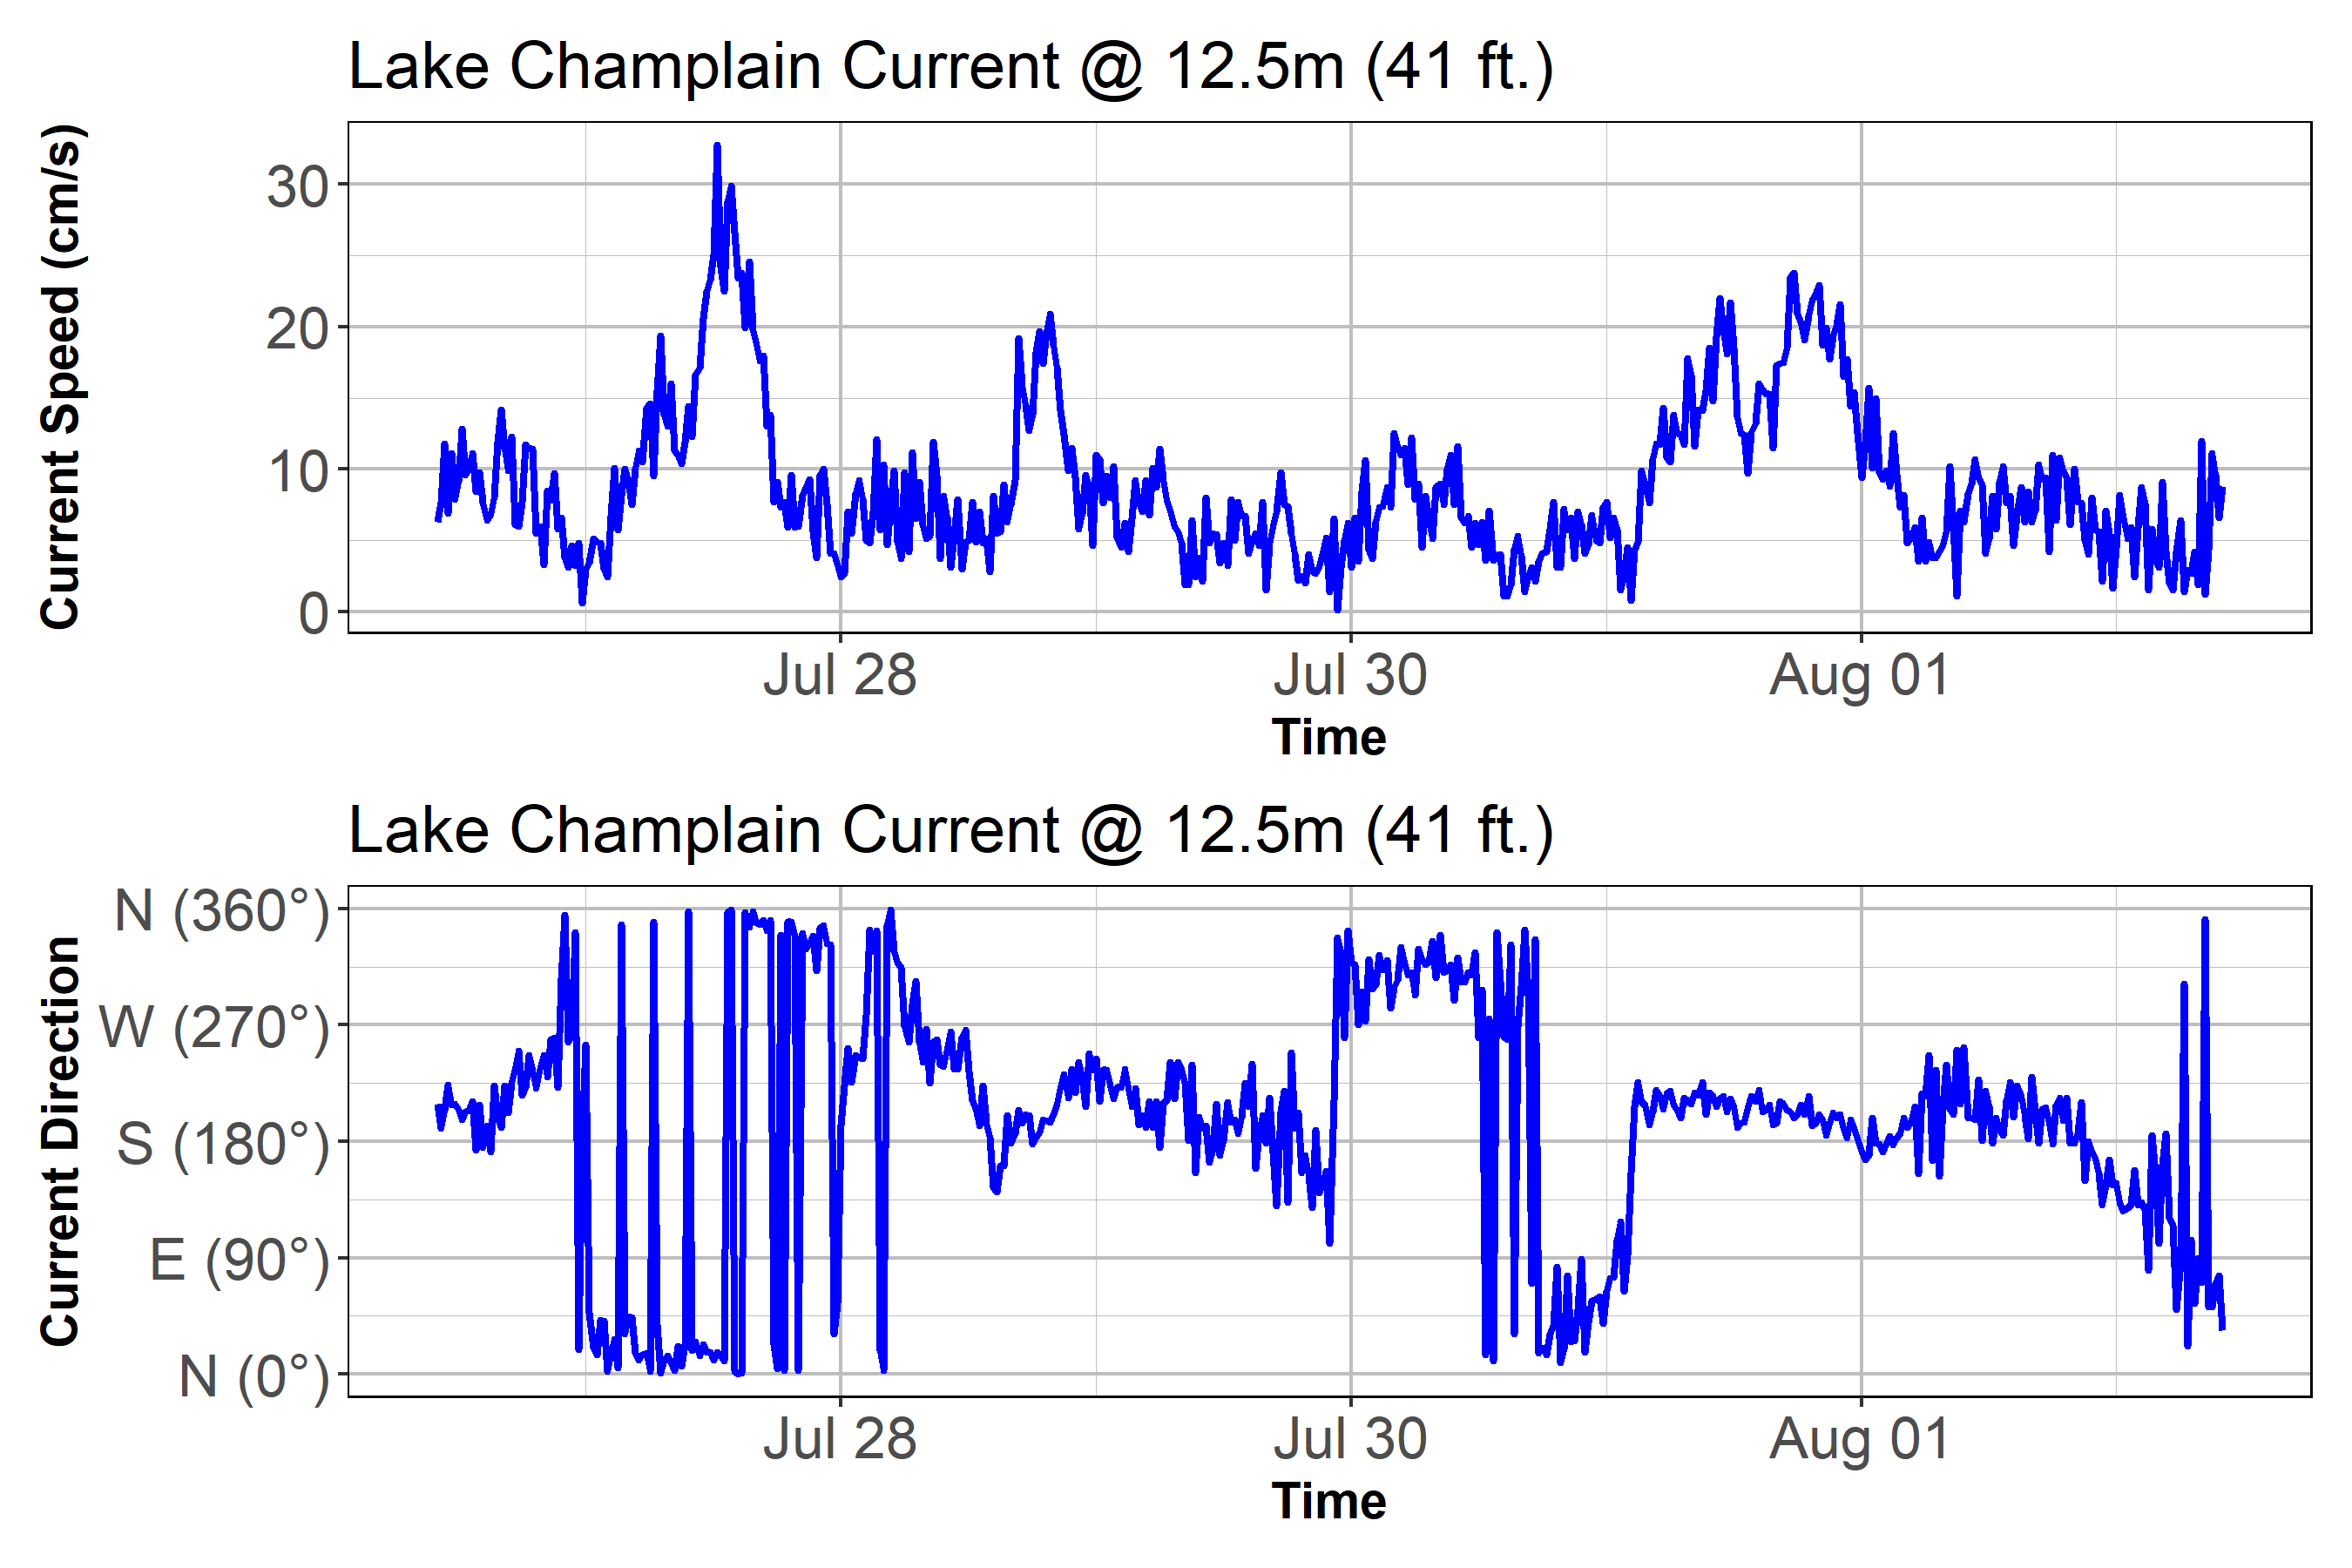 Lake Champlain Current @ 12.5m (41 ft.)
Current Speed (cm/s)
30
20
10
0
Jul 28
Jul 30
Aug 01
Time
Lake Champlain Current @ 12.5m (41 ft.)
Current Direction
N (360°)
W (270°)
S (180°)
E (90°)
N (0°)
Jul 28
Jul 30
Aug 01
Time